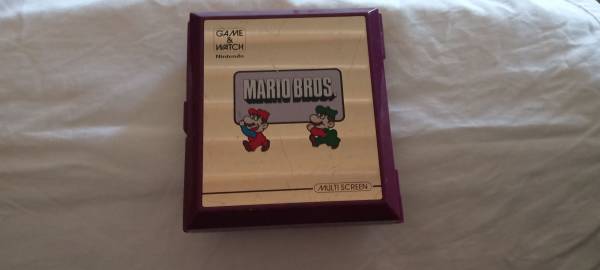 GAME
&
WATCH
Nintendo
MARIO BROS.
MULTI SCREEN